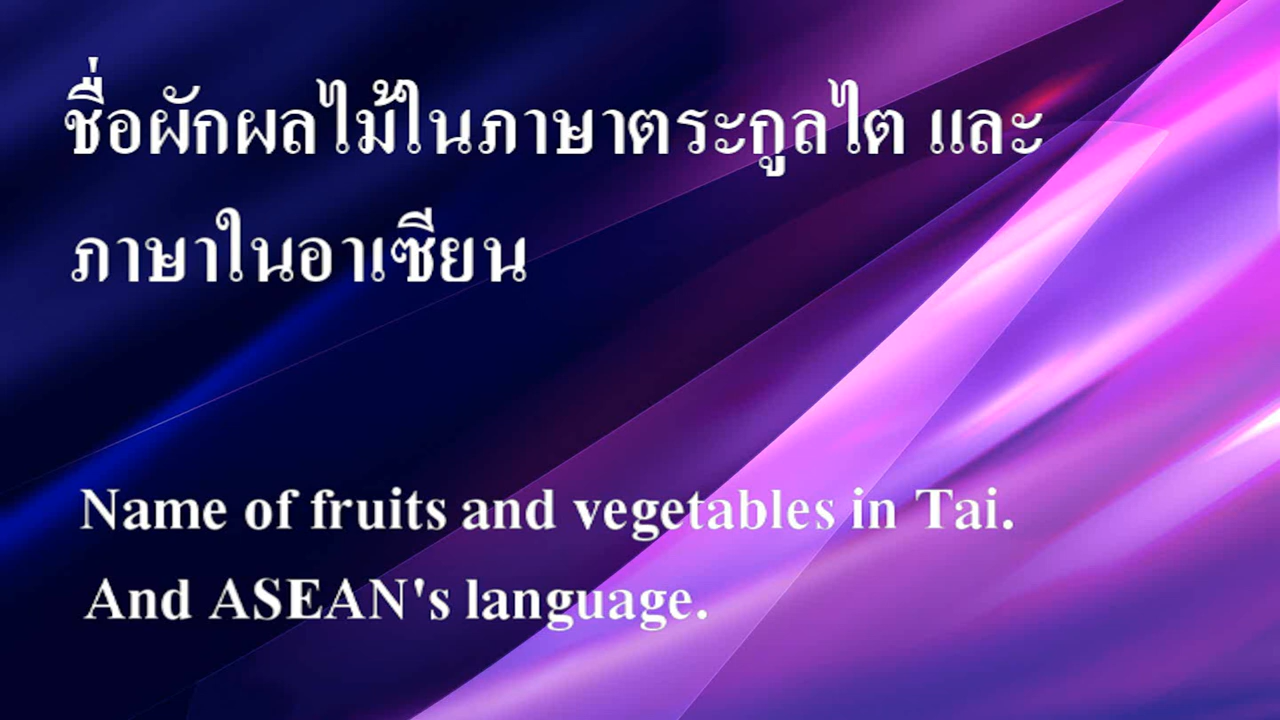 ชื่อผักผลไม้ในภาษาตระกูลไต และ
ภาษาในอาเซียน
Name of fruits and vegetables in Tai.
And ASEAN's language.